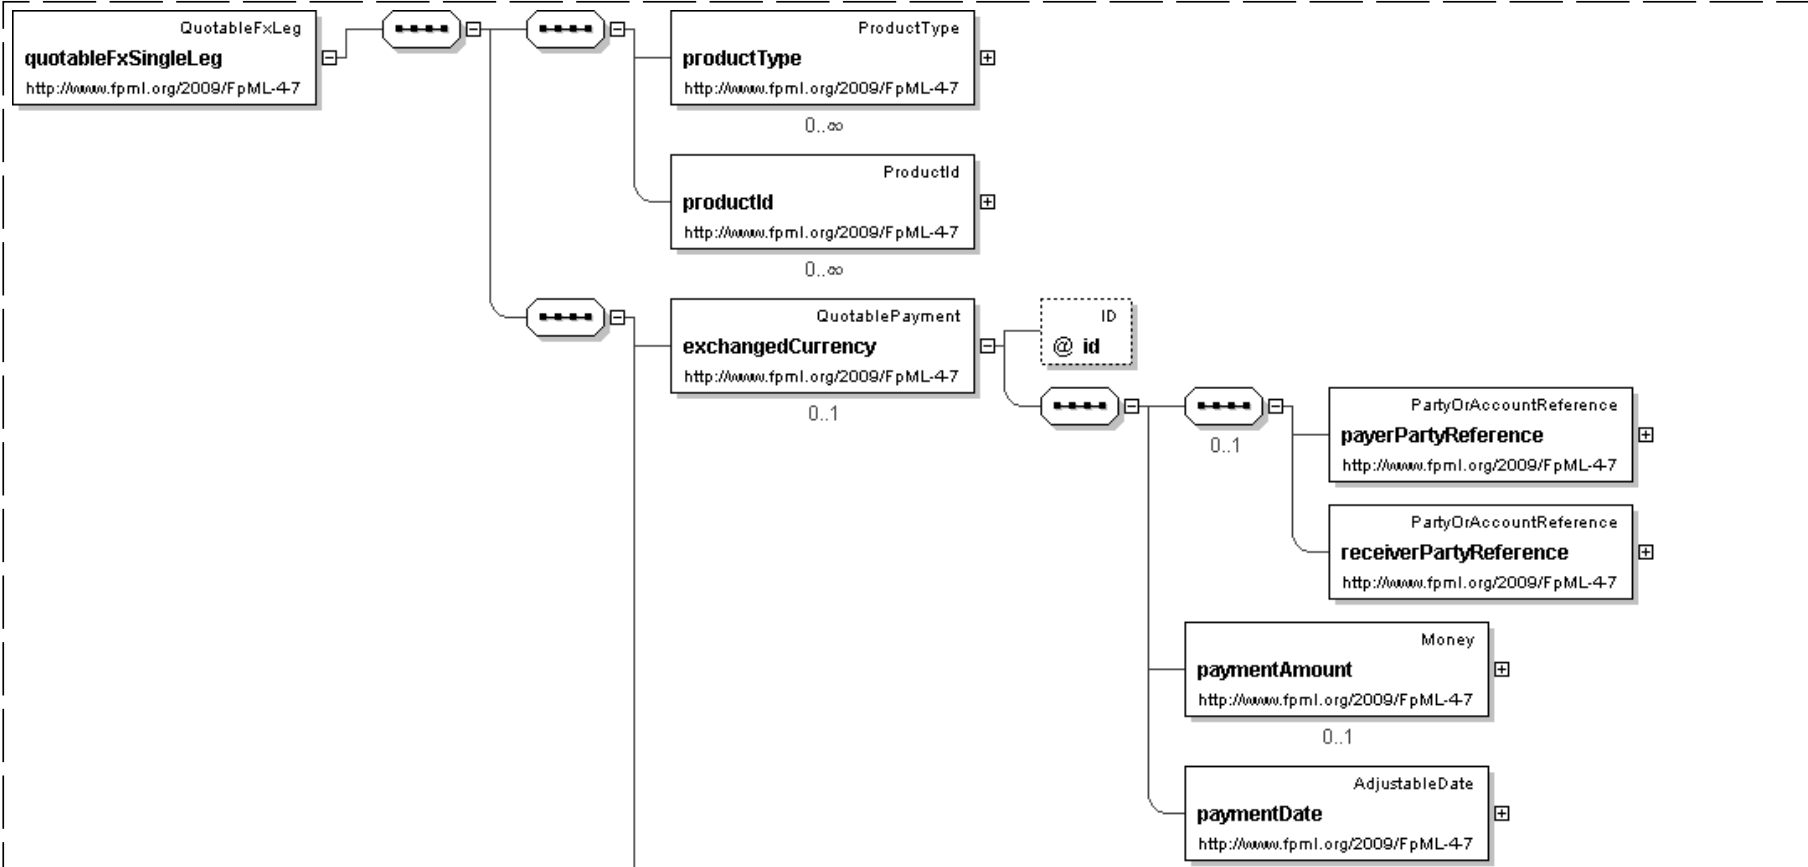 QuotableFxLeg
quotableFxSingleLeg
http://www.fpml.org/2009/FpML-4-7
ProductType
productType
http://www.fpml.org/2009/FpML-4-7
0..∞
ProductId
productId
http://www.fpml.org/2009/FpML-4-7
0..∞
QuotablePayment
exchangedCurrency
http://www.fpml.org/2009/FpML-4-7
0..1
ID
@ id
0..1
PartyOrAccountReference
payerPartyReference
http://www.fpml.org/2009/FpML-4-7
PartyOrAccountReference
receiverPartyReference
http://www.fpml.org/2009/FpML-4-7
Money
paymentAmount
http://www.fpml.org/2009/FpML-4-7
0..1
AdjustableDate
paymentDate
http://www.fpml.org/2009/FpML-4-7